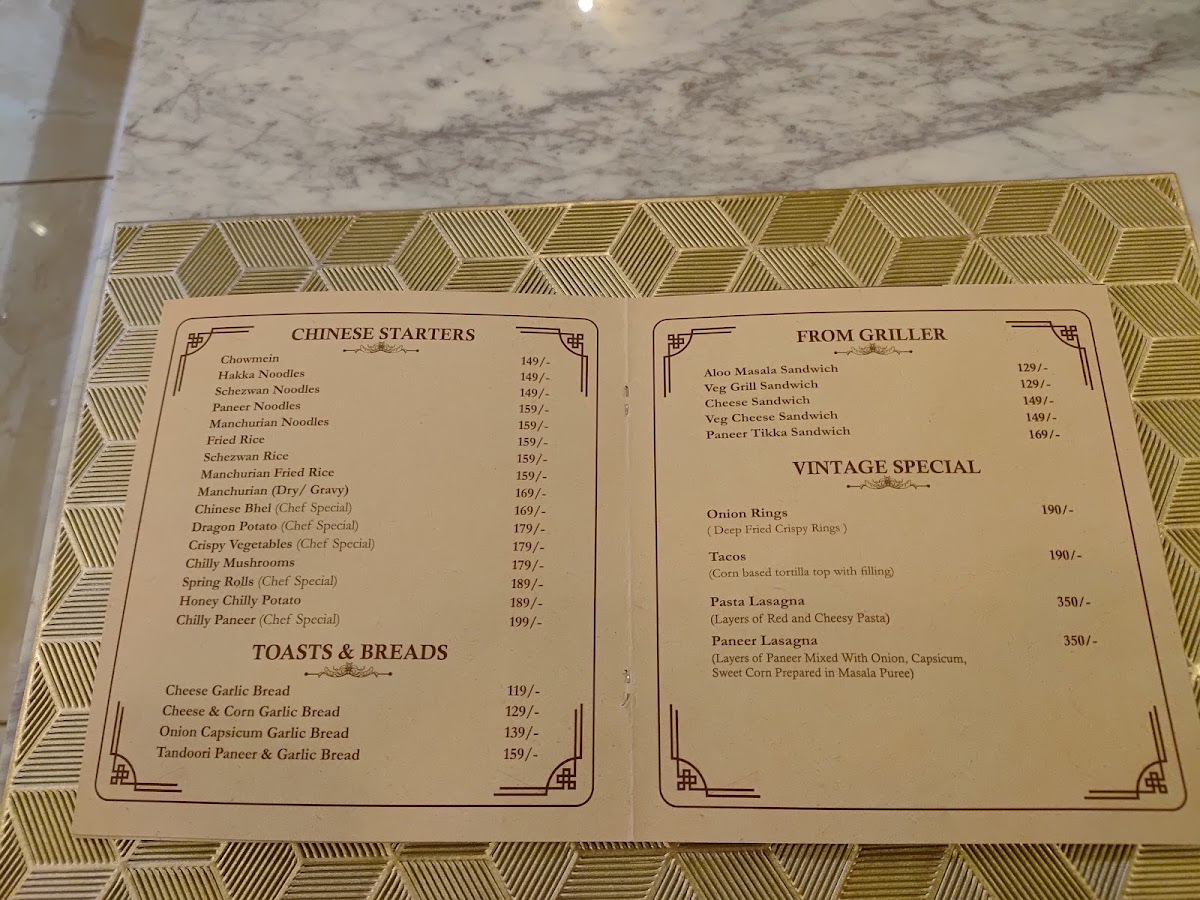 CHINESE STARTERS
Chowmein 149/-
Hakka Noodles 149/-
Schezwan Noodles 149/-
Paneer Noodles 159/-
Manchurian Noodles 159/-
Fried Rice 159/-
Schezwan Rice 159/-
Manchurian Fried Rice 159/-
Manchurian (Dry/ Gravy) 169/-
Chinese Bhel (Chef Special) 169/-
Dragon Potato (Chef Special) 179/-
Crispy Vegetables (Chef Special) 179/-
Chilly Mushrooms 179/-
Spring Rolls (Chef Special) 189/-
Honey Chilly Potato 189/-
Chilly Paneer (Chef Special) 199/-
TOASTS & BREADS
Cheese Garlic Bread 119/-
Cheese & Corn Garlic Bread 129/-
Onion Capsicum Garlic Bread 139/-
Tandoori Paneer & Garlic Bread 159/-
FROM GRILLER
Aloo Masala Sandwich 129/-
Veg Grill Sandwich 129/-
Cheese Sandwich 149/-
Veg Cheese Sandwich 149/-
Paneer Tikka Sandwich 169/-
VINTAGE SPECIAL
Onion Rings 190/-
( Deep Fried Crispy Rings )
Tacos 190/-
(Corn based tortilla top with filling)
Pasta Lasagna 350/-
(Layers of Red and Cheesy Pasta)
Paneer Lasagna 350/-
(Layers of Paneer Mixed With Onion, Capsicum,
Sweet Corn Prepared in Masala Puree)